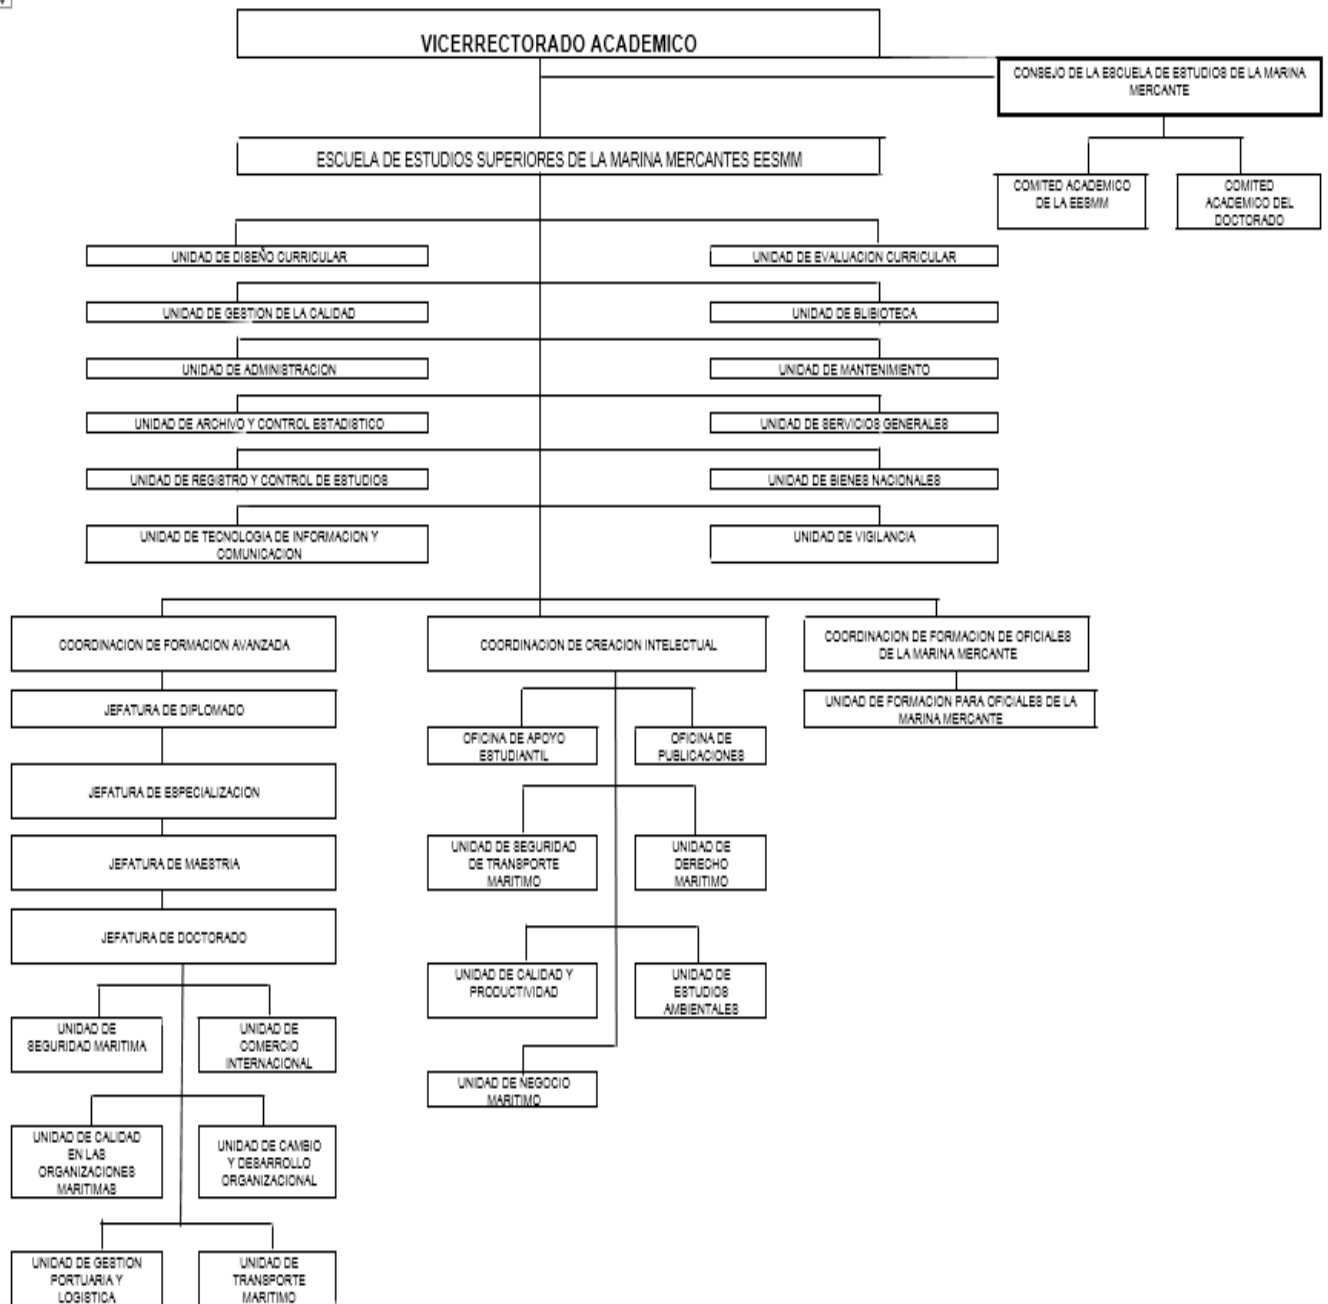 VICERRECTORADO ACADEMICO
CONSEJO DE LA ESCUELA DE ESTUDIOS DE LA MARINA
MERCANTE
ESCUELA DE ESTUDIOS SUPERIORES DE LA MARINA MERCANTES EESMM
COMITED ACADEMICO
DE LA EESMM
COMITED
ACADEMICO DEL
DOCTORADO
UNIDAD DE DISEÑO CURRICULAR
UNIDAD DE EVALUACION CURRICULAR
UNIDAD DE GESTION DE LA CALIDAD
UNIDAD DE BLIBIOTECA
UNIDAD DE ADMINISTRACION
UNIDAD DE MANTENIMIENTO
UNIDAD DE ARCHIVO Y CONTROL ESTADISTICO
UNIDAD DE SERVICIOS GENERALES
UNIDAD DE REGISTRO Y CONTROL DE ESTUDIOS
UNIDAD DE BIENES NACIONALES
UNIDAD DE TECNOLOGIA DE INFORMACION Y
COMUNICACION
UNIDAD DE VIGILANCIA
COORDINACION DE FORMACION AVANZADA
COORDINACION DE CREACION INTELECTUAL
COORDINACION DE FORMACION DE OFICIALES
DE LA MARINA MERCANTE
JEFATURA DE DIPLOMADO
UNIDAD DE FORMACION PARA OFICIALES DE LA
MARINA MERCANTE
OFICINA DE APOYO
ESTUDIANTIL
OFICINA DE
PUBLICACIONES
JEFATURA DE ESPECIALIZACION
JEFATURA DE MAESTRIA
UNIDAD DE SEGURIDAD
DE TRANSPORTE
MARITIMO
UNIDAD DE
DERECHO
MARITIMO
JEFATURA DE DOCTORADO
UNIDAD DE CALIDAD Y
PRODUCTIVIDAD
UNIDAD DE
ESTUDIOS
AMBIENTALES
UNIDAD DE
SEGURIDAD MARITIMA
UNIDAD DE
COMERCIO
INTERNACIONAL
UNIDAD DE NEGOCIO
MARITIMO
UNIDAD DE CALIDAD
EN LAS
ORGANIZACIONES
MARITIMAS
UNIDAD DE CAMBIO
Y DESARROLLO
ORGANIZACIONAL
UNIDAD DE GESTION
PORTUARIA Y
LOGISTICA
UNIDAD DE
TRANSPORTE
MARITIMO